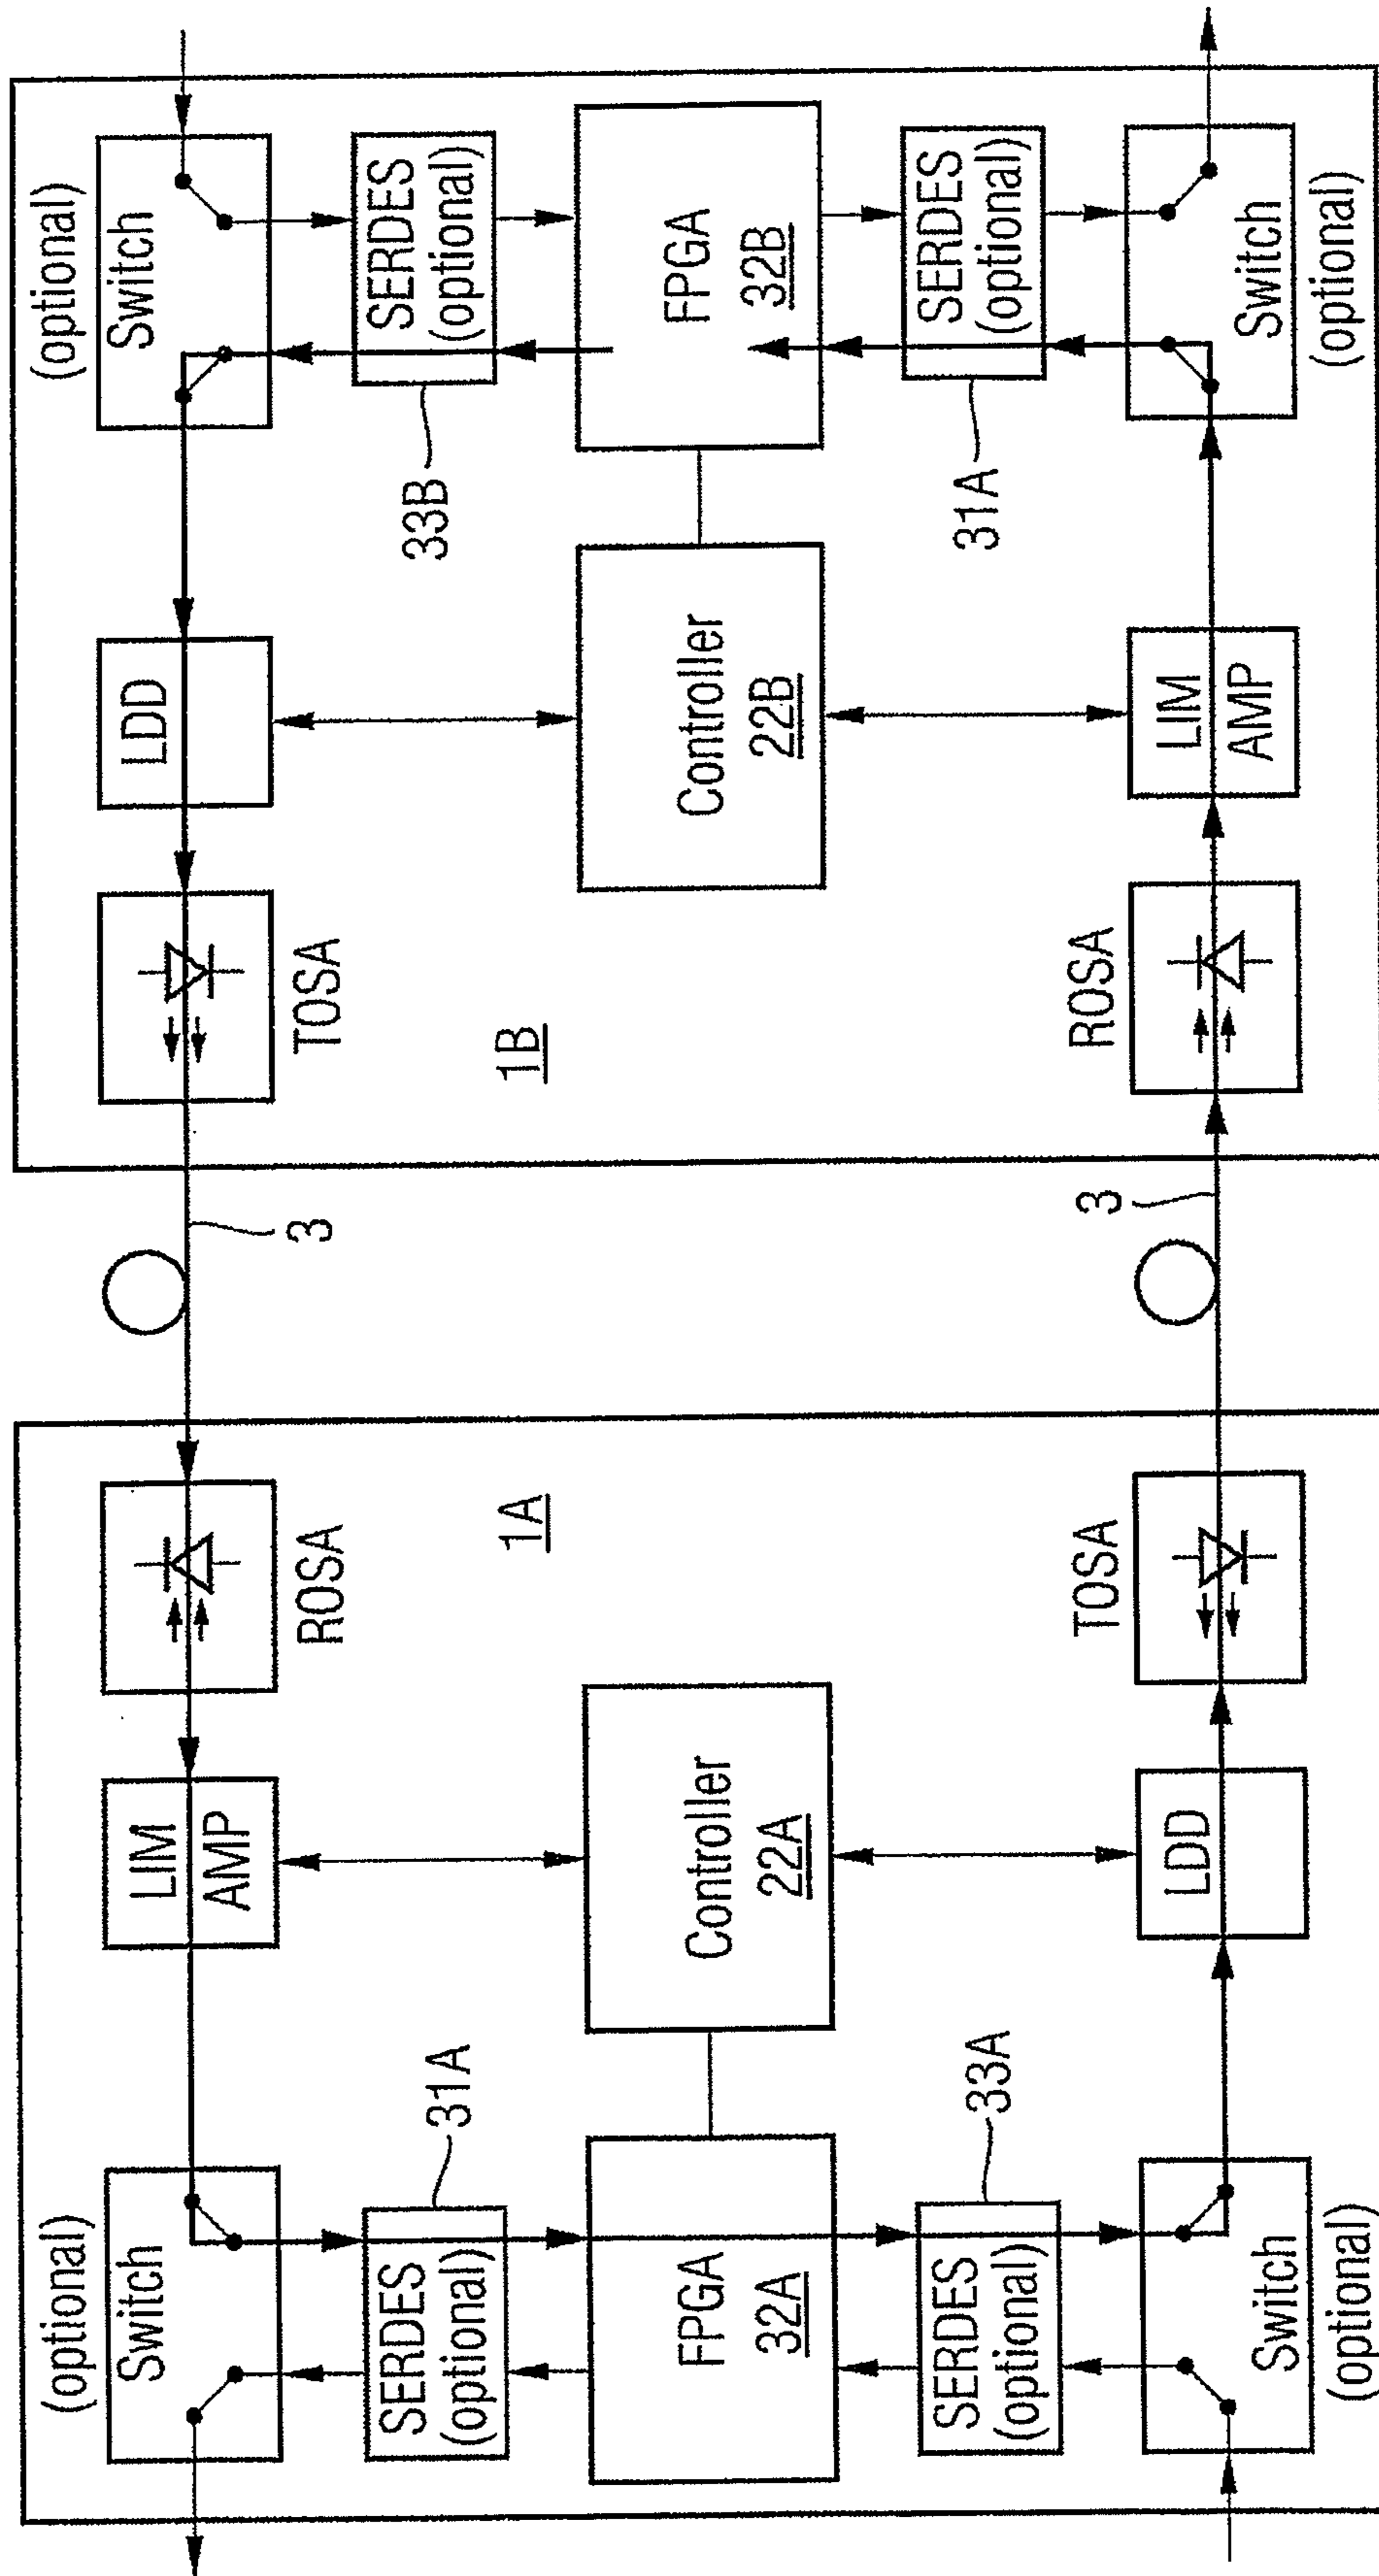 (optional)
Switch
LIM
AMP
ROSA
31A
SERDES
(optional)
FPGA
32A
Controller
22A
1A
SERDES
(optional)
33A
Switch
(optional)
LDD
TOSA
3
3
TOSA
LDD
(optional)
Switch
1B
33B
SERDES
(optional)
Controller
22B
FPGA
32B
31A
SERDES
(optional)
ROSA
LIM
AMP
Switch
(optional)